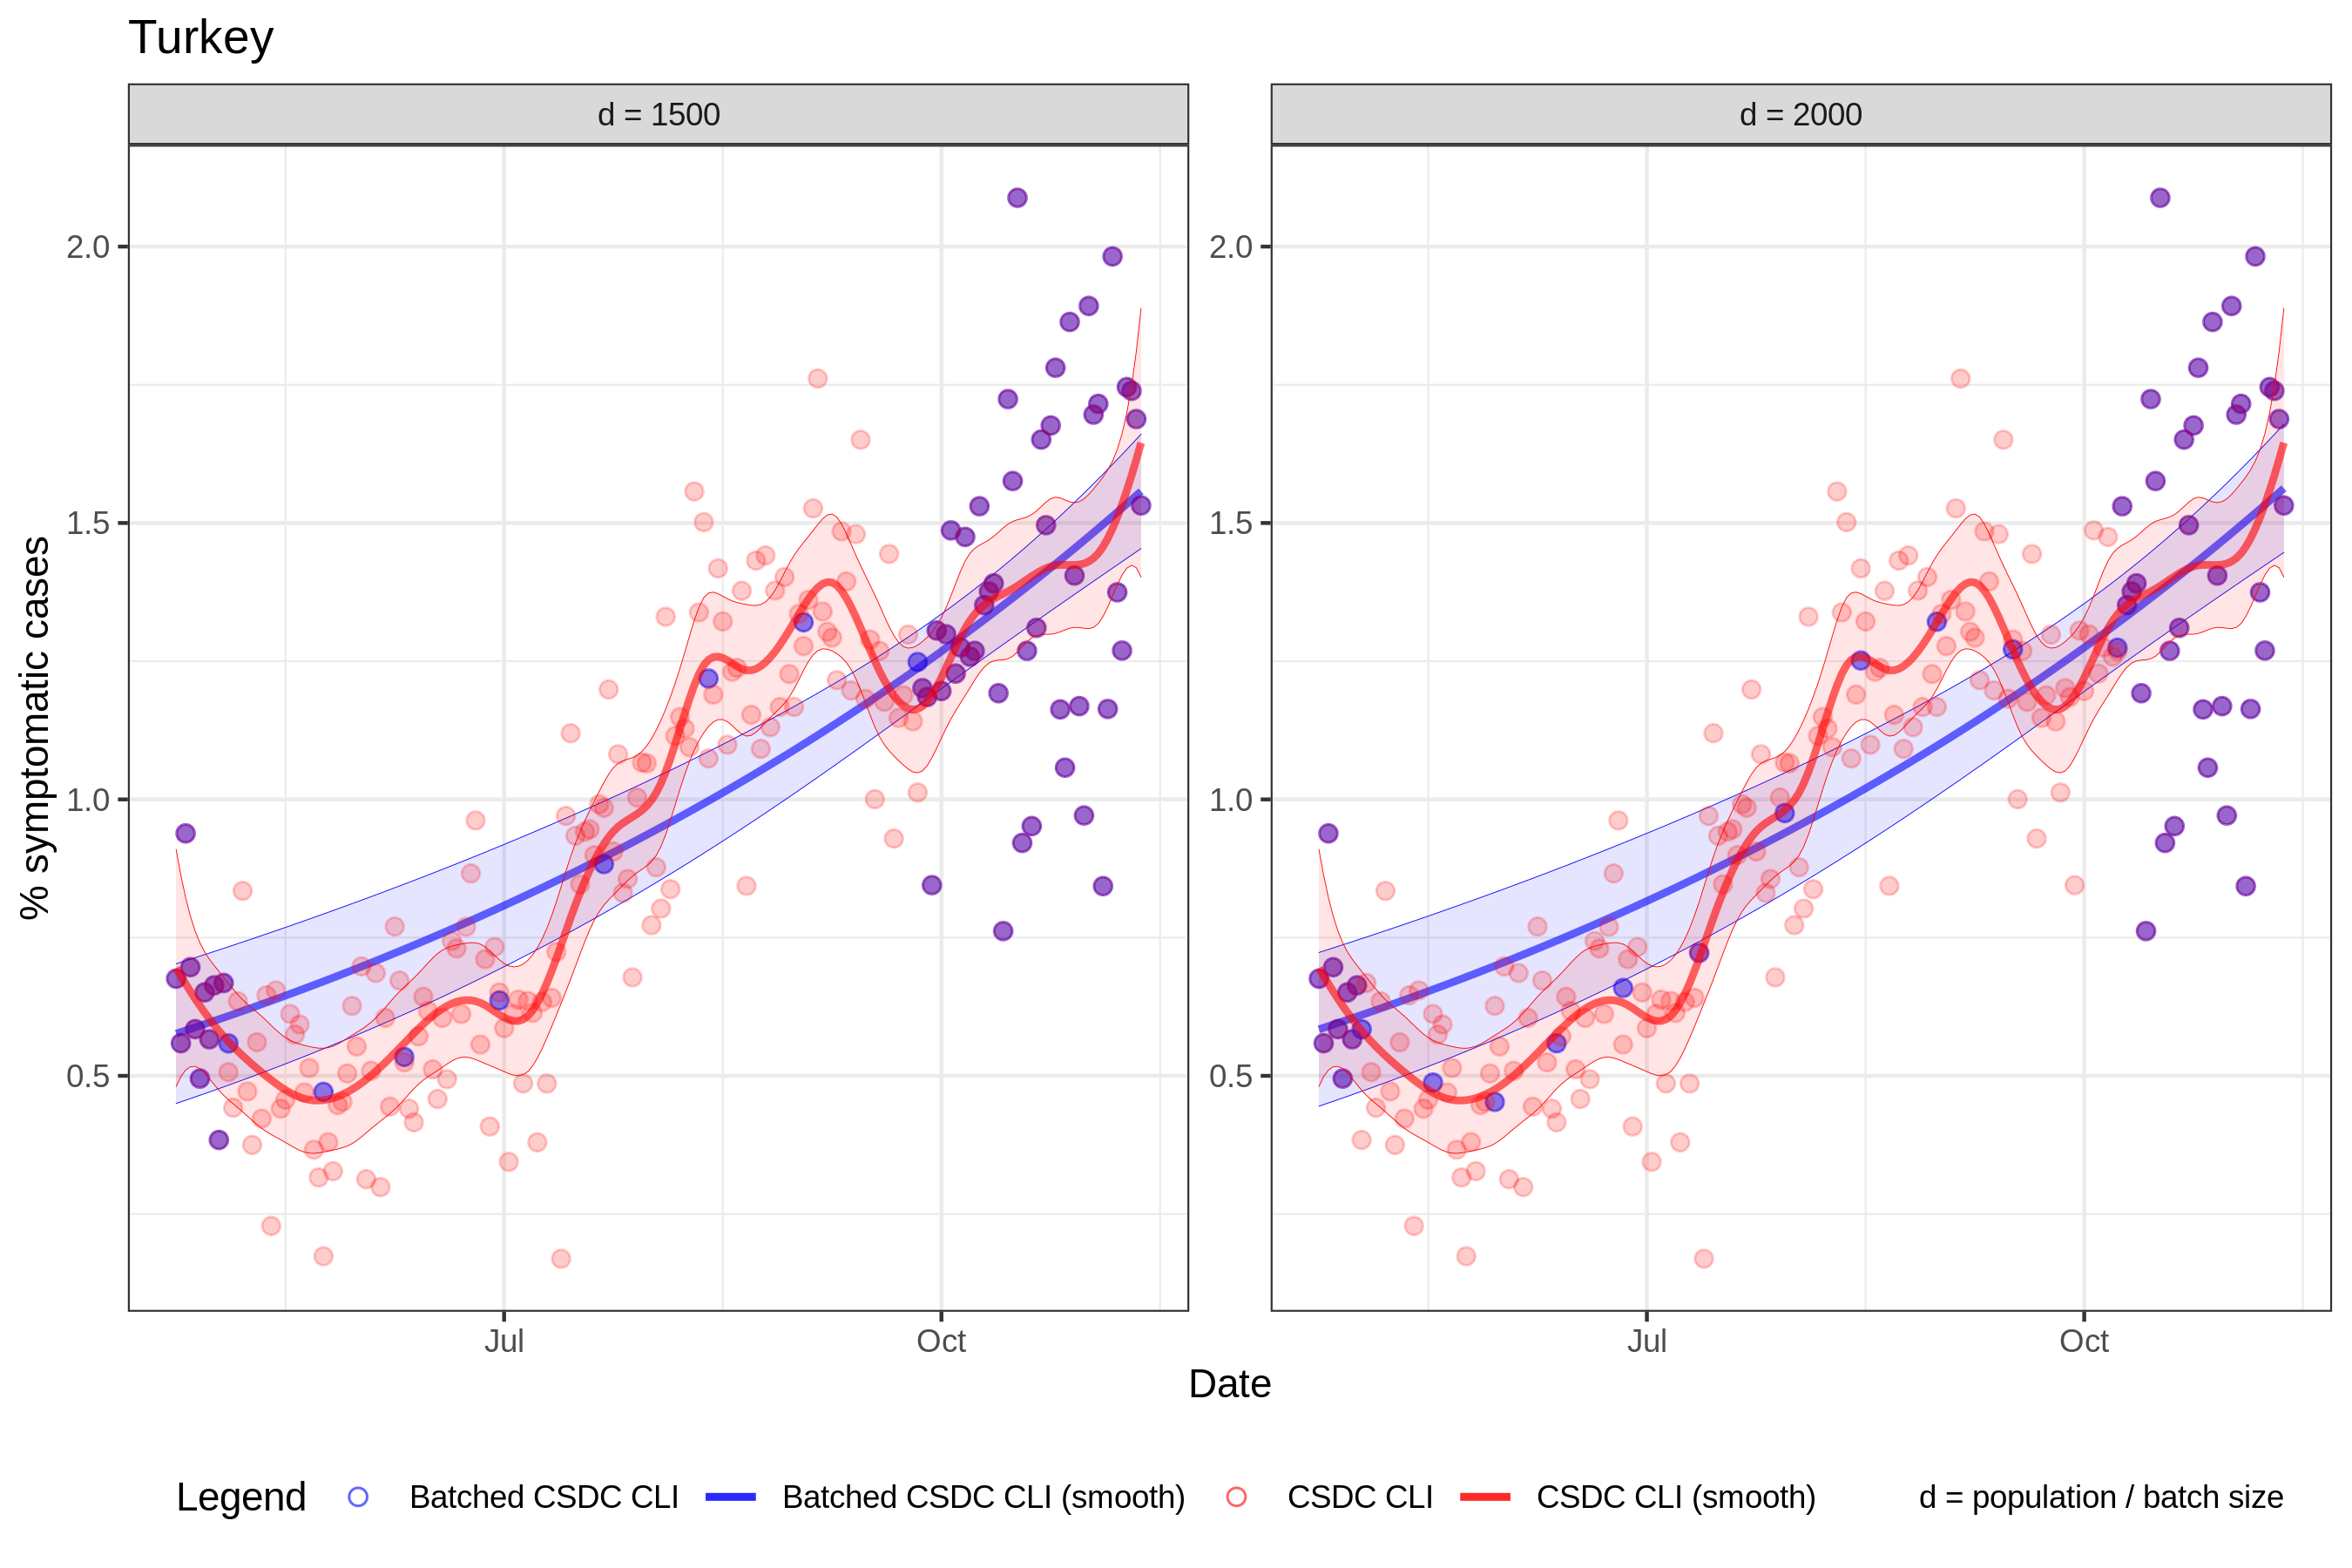 Turkey
d = 1500
d = 2000
% symptomatic cases
2.0
1.5
1.0
0.5
2.0
1.5
1.0
0.5
Jul
Oct
Jul
Oct
Date
Legend
Batched CSDC CLI
Batched CSDC CLI (smooth)
CSDC CLI
CSDC CLI (smooth)
d = population / batch size